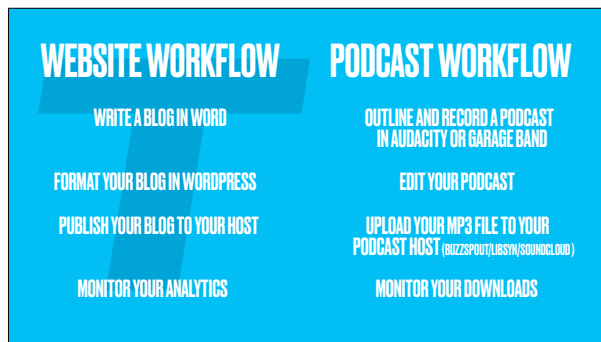 WEBSITE WORKFLOW
WRITE A BLOG IN WORD
FORMAT YOUR BLOG IN WORDPRESS
PUBLISH YOUR BLOG TO YOUR HOST
MONITOR YOUR ANALYTICS
PODCAST WORKFLOW
OUTLINE AND RECORD A PODCAST
IN AUDACITY OR GARAGE BAND
EDIT YOUR PODCAST
UPLOAD YOUR MP3 FILE TO YOUR
PODCAST HOST (BUZZSPOUT/LIBSYN/SOUNDCLOUD)
MONITOR YOUR DOWNLOADS